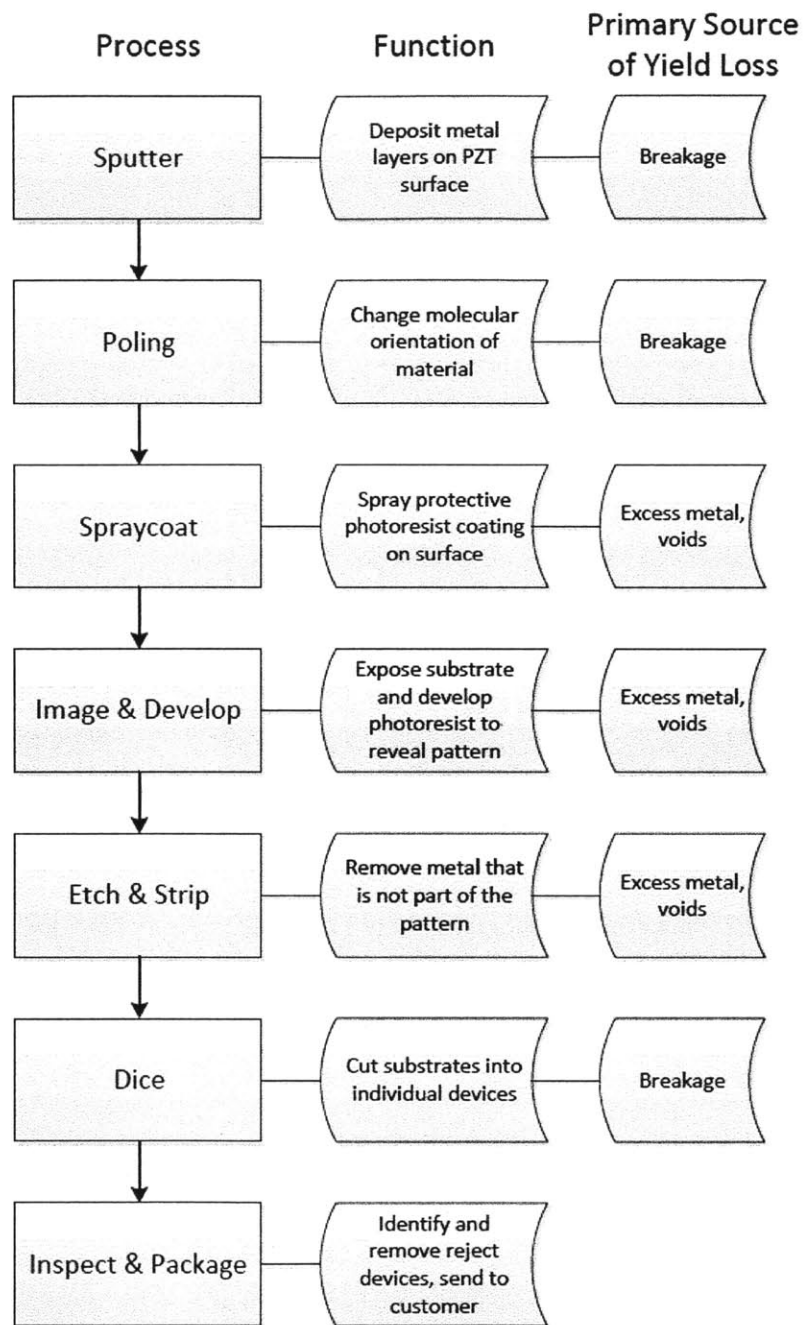 Process
Function
Primary Source
of Yield Loss
Sputter
Deposit metal
layers on PZT
surface
Breakage
Poling
Change molecular
orientation of
material
Breakage
Spraycoat
Spray protective
photoresist coating
on surface
Excess metal,
voids
Image & Develop
Expose substrate
and develop
photoresist to
reveal pattern
Excess metal,
voids
Etch & Strip
Remove metal that
is not part of the
pattern
Excess metal,
voids
Dice
Cut substrates into
individual devices
Breakage
Inspect & Package
Identify and
remove reject
devices, send to
customer